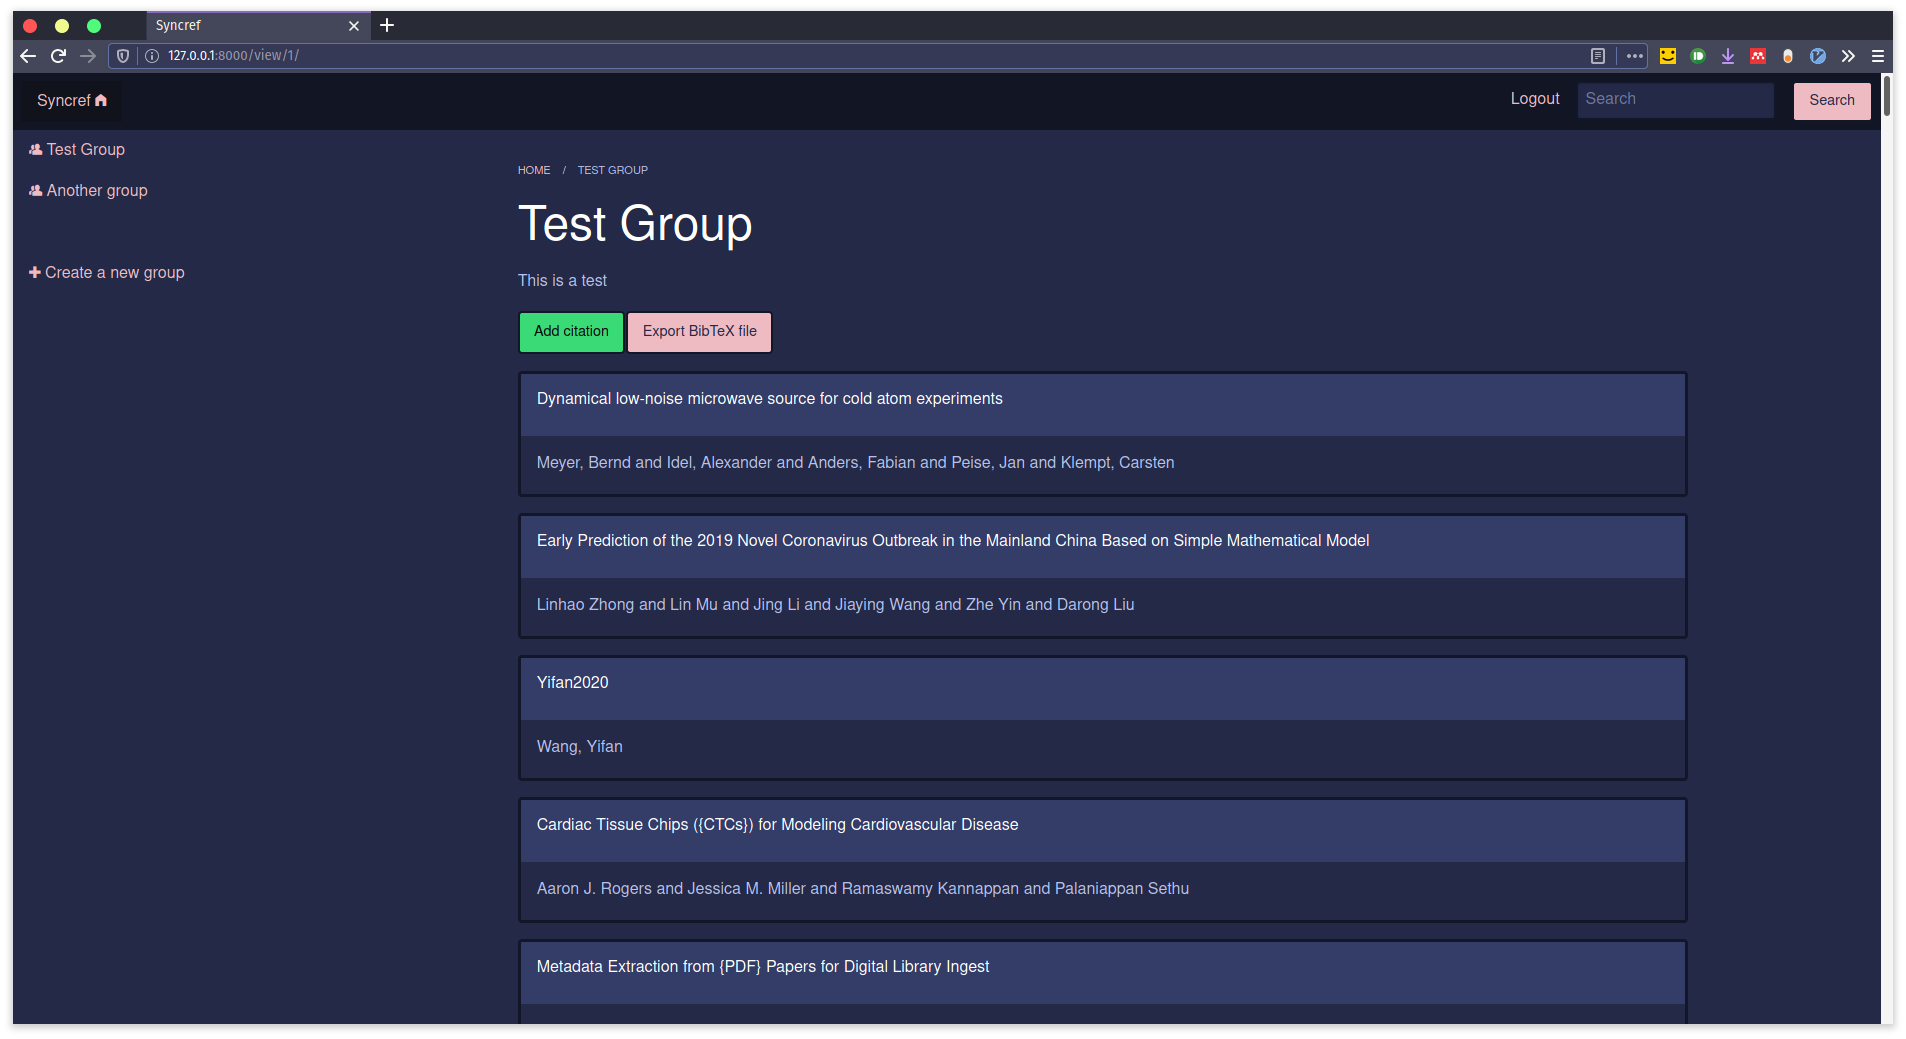 Syncref
127.0.0.1:8000/view/1/
Syncref
Logout
Search
Search
Test Group
Another group
Create a new group
HOME / TEST GROUP
Test Group
This is a test
Add citation
Export BibTeX file
Dynamical low-noise microwave source for cold atom experiments
Meyer, Bernd and Idel, Alexander and Anders, Fabian and Peise, Jan and Klempt, Carsten
Early Prediction of the 2019 Novel Coronavirus Outbreak in the Mainland China Based on Simple Mathematical Model
Linhao Zhong and Lin Mu and Jing Li and Jiaying Wang and Zhe Yin and Darong Liu
Yifan2020
Wang, Yifan
Cardiac Tissue Chips ({CTCs}) for Modeling Cardiovascular Disease
Aaron J. Rogers and Jessica M. Miller and Ramaswamy Kannappan and Palaniappan Sethu
Metadata Extraction from {PDF} Papers for Digital Library Ingest